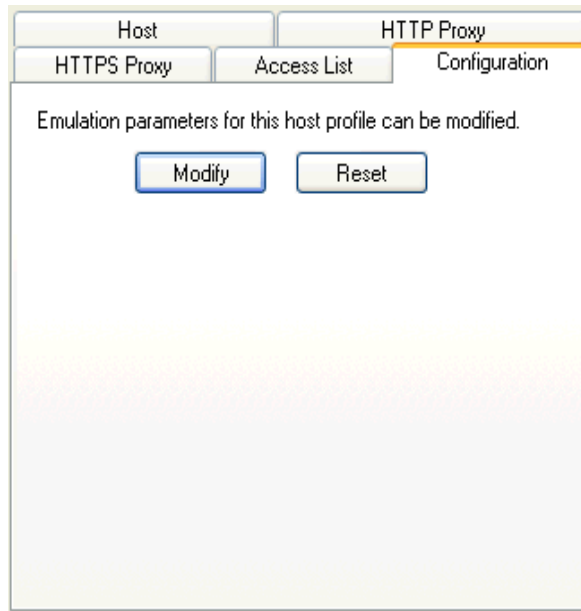 Host HTTP Proxy
HTTPS Proxy Access List Configuration
Emulation parameters for this host profile can be modified.
Modify Reset